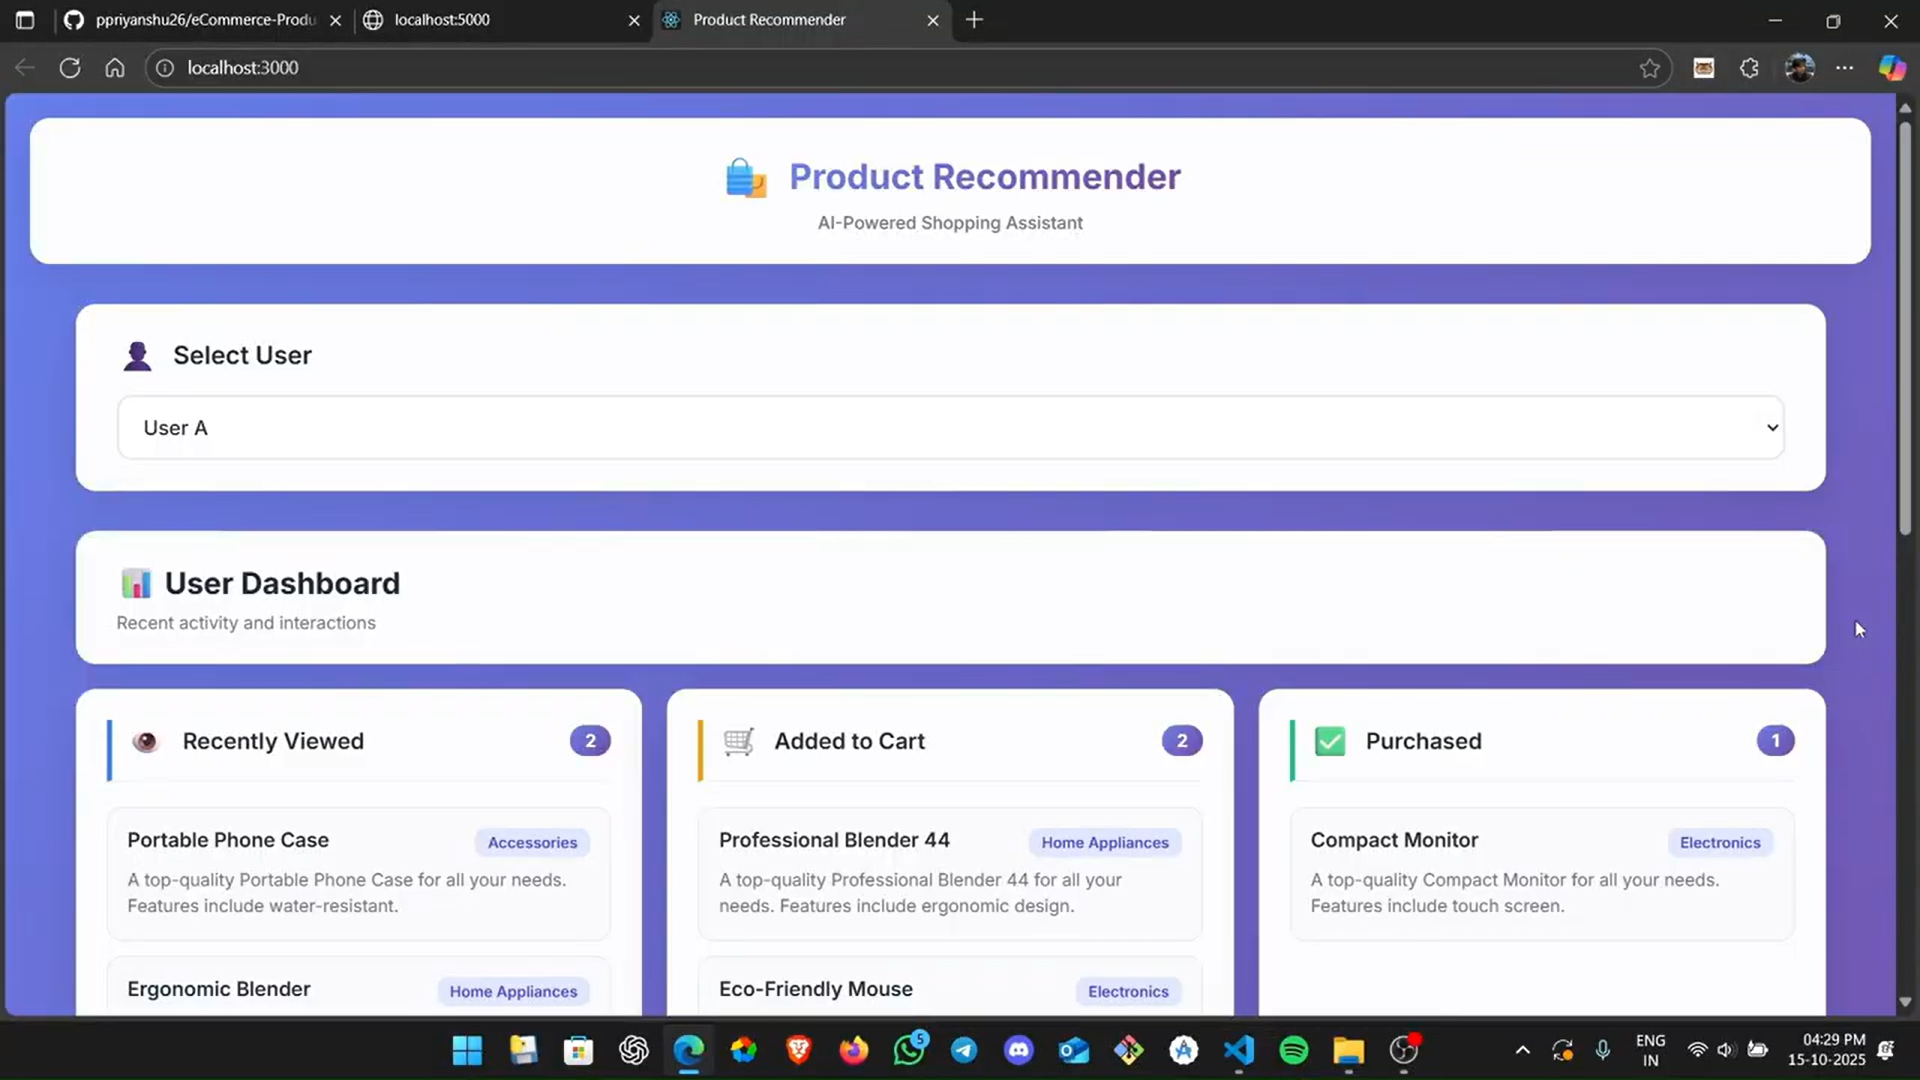 ppriyanshu26/eCommerce-Produ
localhost:5000
Product Recommender
localhost:3000
Product Recommender
AI-Powered Shopping Assistant
Select User
User A
User Dashboard
Recent activity and interactions
Recently Viewed
2
Portable Phone Case
Accessories
A top-quality Portable Phone Case for all your needs.
Features include water-resistant.
Ergonomic Blender
Home Appliances
Added to Cart
2
Professional Blender 44
Home Appliances
A top-quality Professional Blender 44 for all your
needs. Features include ergonomic design.
Eco-Friendly Mouse
Electronics
Purchased
1
Compact Monitor
Electronics
A top-quality Compact Monitor for all your needs.
Features include touch screen.
5
ENG
IN
04:29 PM
15-10-2025